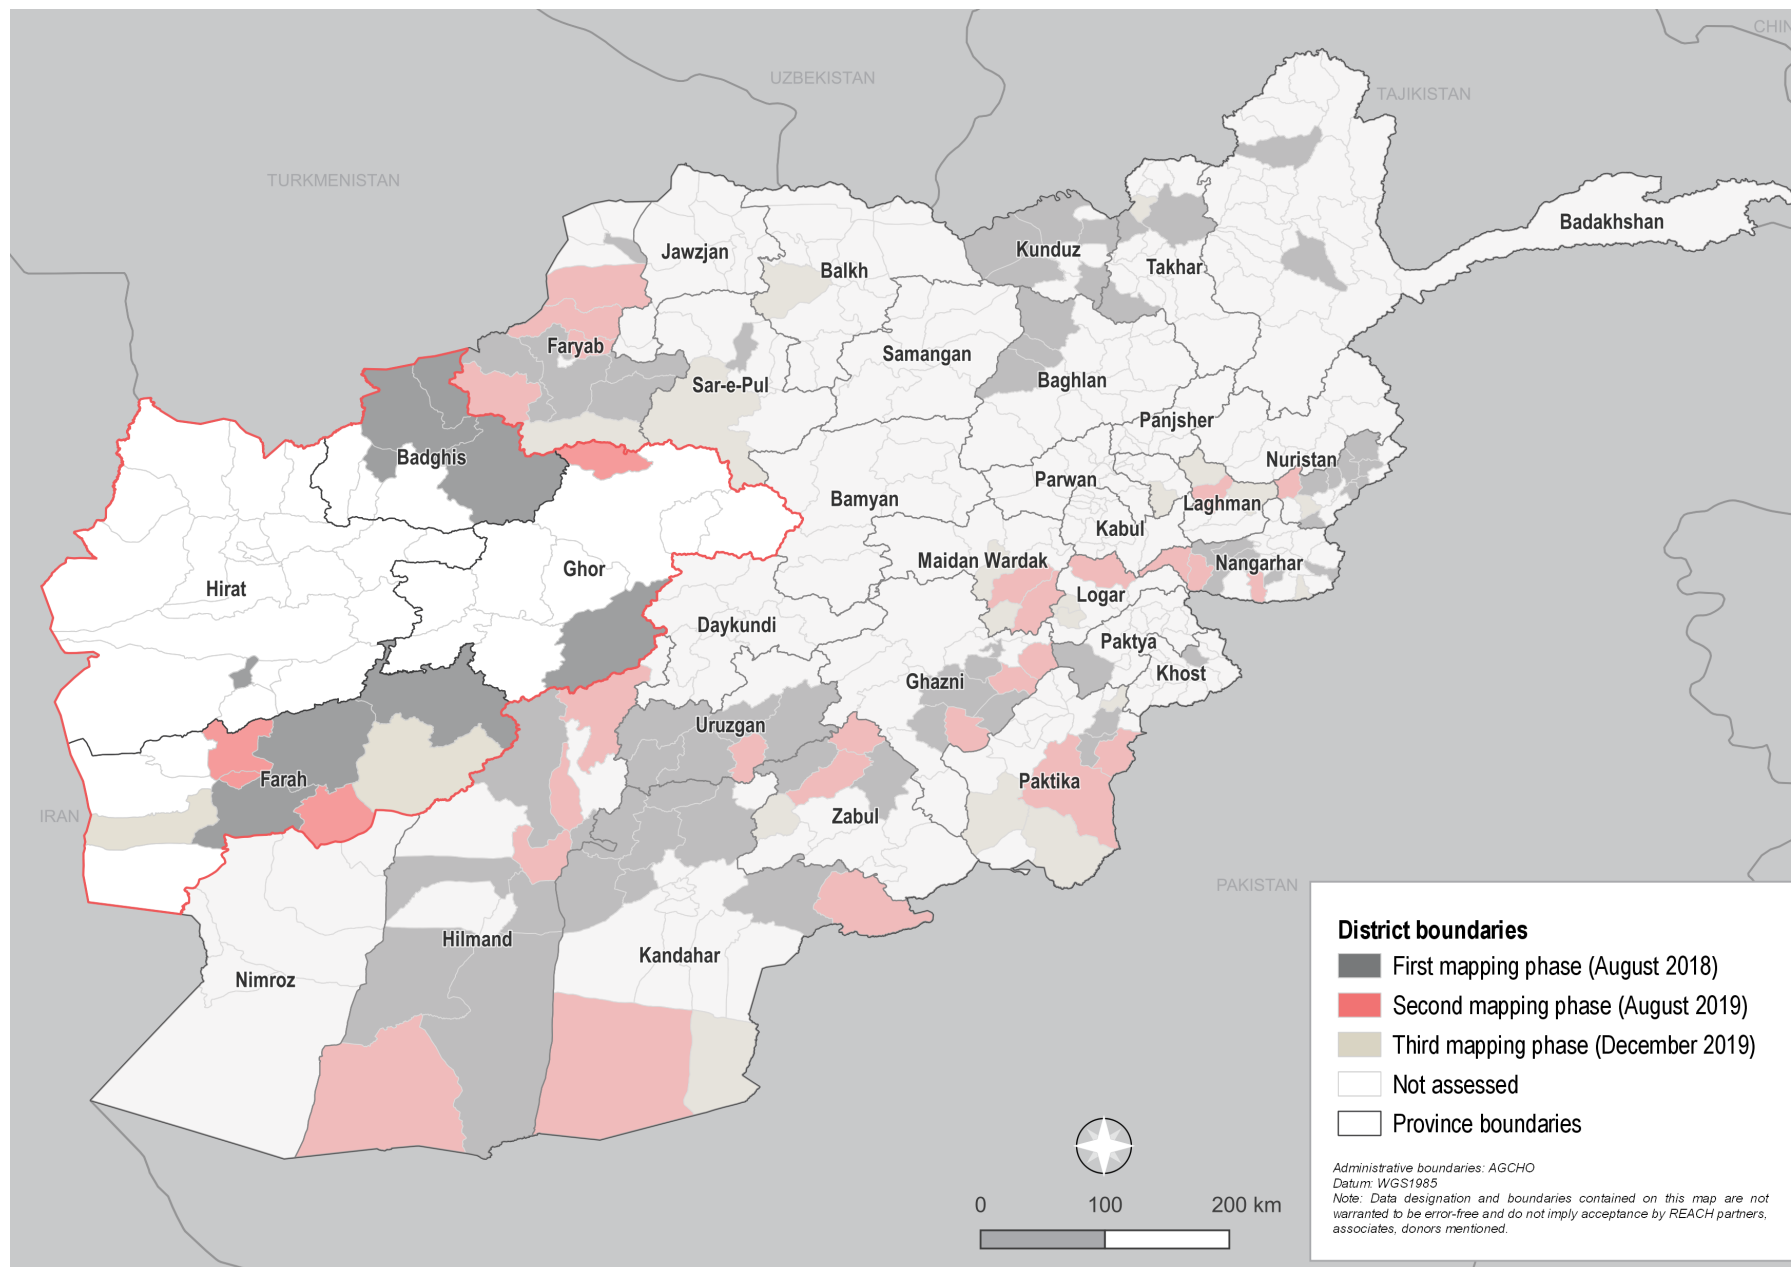 CHIN
UZBEKISTAN
TAJIKISTAN
TURKMENISTAN
Badakhshan
Jawzjan
Kunduz
Balkh
Takhar
Faryab
Samangan
Sar-e-Pul
Baghlan
Panjsher
Badghis
Nuristan
Parwan
Bamyan
Laghman
Kabul
Maidan Wardak
Nangarhar
Ghor
Hirat
Logar
Daykundi
Paktya
Khost
Ghazni
Uruzgan
Farah
Paktika
IRAN
Zabul
PAKISTAN
Hilmand
Kandahar
Nimroz
District boundaries
First mapping phase (August 2018)
Second mapping phase (August 2019)
Third mapping phase (December 2019)
Not assessed
Province boundaries
Administrative boundaries: AGCHO
Datum: WGS1985
Note: Data designation and boundaries contained on this map are not
warranted to be error-free and do not imply acceptance by REACH partners,
associates, donors mentioned.
0 100 200 km